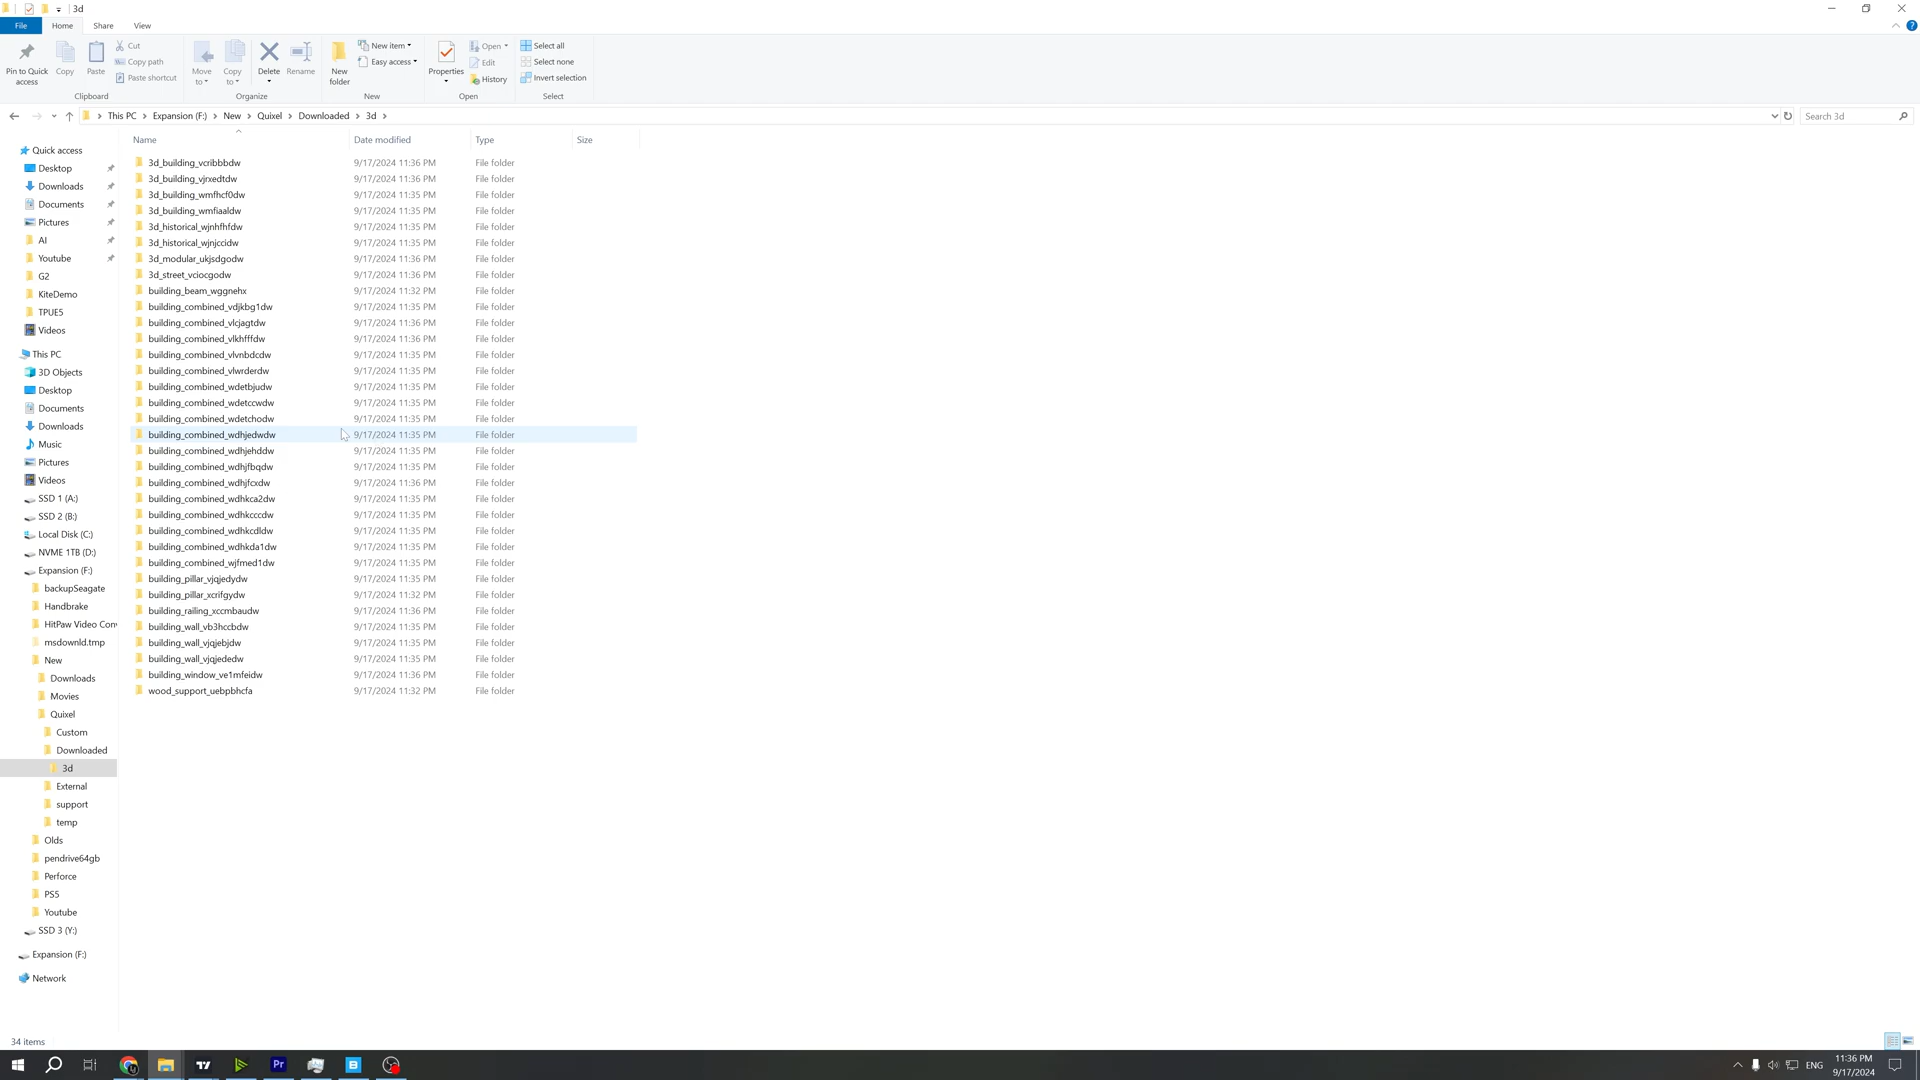 3d
File
Home
Share
View
Pin to Quick access
Copy
Paste
Cut
Copy path
Paste shortcut
Clipboard
Move to
Copy to
Delete
Rename
Organize
New folder
New item
Easy access
New
Properties
Open
Edit
History
Open
Select all
Select none
Invert selection
Select
This PC > Expansion (F:) > New > Quixel > Downloaded > 3d >
Search 3d
Name Date modified Type Size
3d_building_vcribbbdw 9/17/2024 11:36 PM File folder
3d_building_vjrxedtdw 9/17/2024 11:36 PM File folder
3d_building_wmfhcf0dw 9/17/2024 11:35 PM File folder
3d_building_wmfiaaldw 9/17/2024 11:35 PM File folder
3d_historical_wjnhfhfdw 9/17/2024 11:35 PM File folder
3d_historical_wjnjccidw 9/17/2024 11:35 PM File folder
3d_modular_ukjsdgodw 9/17/2024 11:36 PM File folder
3d_street_vciocgodw 9/17/2024 11:36 PM File folder
building_beam_wggnehx 9/17/2024 11:32 PM File folder
building_combined_vdjkbg1dw 9/17/2024 11:35 PM File folder
building_combined_vlcjagtdw 9/17/2024 11:36 PM File folder
building_combined_vlkhfffdw 9/17/2024 11:36 PM File folder
building_combined_vlvnbdcdw 9/17/2024 11:35 PM File folder
building_combined_vlwrderdw 9/17/2024 11:35 PM File folder
building_combined_wdetbjudw 9/17/2024 11:35 PM File folder
building_combined_wdetccwdw 9/17/2024 11:35 PM File folder
building_combined_wdetchodw 9/17/2024 11:35 PM File folder
building_combined_wdhjedwdw 9/17/2024 11:35 PM File folder
building_combined_wdhjehddw 9/17/2024 11:35 PM File folder
building_combined_wdhjfbqdw 9/17/2024 11:35 PM File folder
building_combined_wdhjfcxdw 9/17/2024 11:36 PM File folder
building_combined_wdhkca2dw 9/17/2024 11:35 PM File folder
building_combined_wdhkcccdw 9/17/2024 11:35 PM File folder
building_combined_wdhkcdldw 9/17/2024 11:35 PM File folder
building_combined_wdhkda1dw 9/17/2024 11:35 PM File folder
building_combined_wjfmed1dw 9/17/2024 11:35 PM File folder
building_pillar_vjqjedydw 9/17/2024 11:35 PM File folder
building_pillar_xcrifgydw 9/17/2024 11:32 PM File folder
building_railing_xccmbaudw 9/17/2024 11:36 PM File folder
building_wall_vb3hccbdw 9/17/2024 11:35 PM File folder
building_wall_vjqjebjdw 9/17/2024 11:35 PM File folder
building_wall_vjqjededw 9/17/2024 11:35 PM File folder
building_window_ve1mfeidw 9/17/2024 11:36 PM File folder
wood_support_uebpbhcfa 9/17/2024 11:32 PM File folder
Quick access
Desktop
Downloads
Documents
Pictures
AI
Youtube
G2
KiteDemo
TPUE5
Videos
This PC
3D Objects
Desktop
Documents
Downloads
Music
Pictures
Videos
SSD 1 (A:)
SSD 2 (B:)
Local Disk (C:)
NVME 1TB (D:)
Expansion (F:)
backupSeagate
Handbrake
HitPaw Video Con
msdownld.tmp
New
Downloads
Movies
Quixel
Custom
Downloaded
3d
External
support
temp
Olds
pendrive64gb
Perforce
PS5
Youtube
SSD 3 (Y:)
Expansion (F:)
Network
34 items
Pr
B
ENG
11:36 PM
9/17/2024